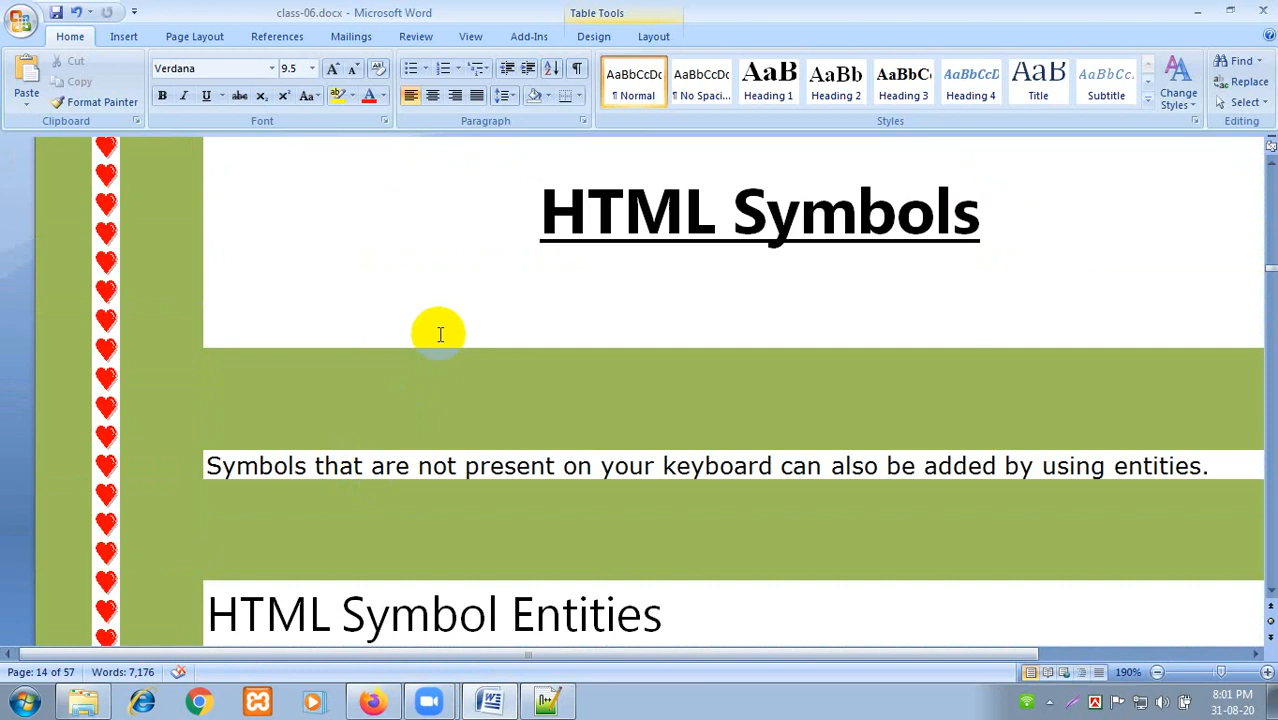 class-06.docx - Microsoft Word
Table Tools
Home
Insert
Page Layout
References
Mailings
Review
View
Add-Ins
Design
Layout
Paste
Cut
Copy
Format Painter
Clipboard
Verdana
9.5
Font
Paragraph
AaBbCcDc
¶ Normal
AaBbCcDc
¶ No Spaci...
AaB
Heading 1
AaBb
Heading 2
AaBbC
Heading 3
AaBbCcD
Heading 4
AaB
Title
AaBbCc.
Subtitle
Change
Styles
Styles
Find
Replace
Select
Editing
HTML Symbols
Symbols that are not present on your keyboard can also be added by using entities.
HTML Symbol Entities
Page: 14 of 57
Words: 7,176
190%
8:01 PM
31-08-20